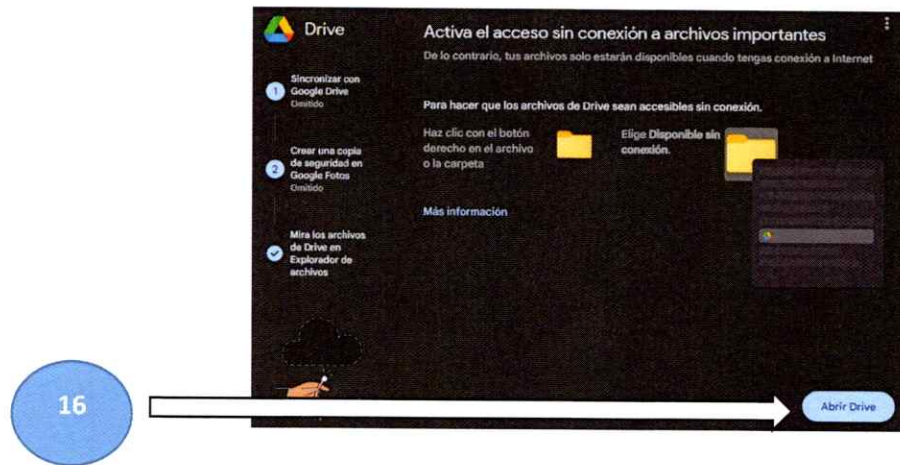 Drive
Activa el acceso sin conexión a archivos importantes
De lo contrario, tus archivos solo estarán disponibles cuando tengas conexión a Internet
1
Sincronizar con
Google Drive
Omitido
2
Crear una copia
de seguridad en
Google Fotos
Omitido
Mira los archivos
de Drive en
Explorador de
archivos
Para hacer que los archivos de Drive sean accesibles sin conexión.
Haz clic con el botón
derecho en el archivo
o la carpeta
Elige Disponible sin
conexión.
Más información
16
Abrir Drive